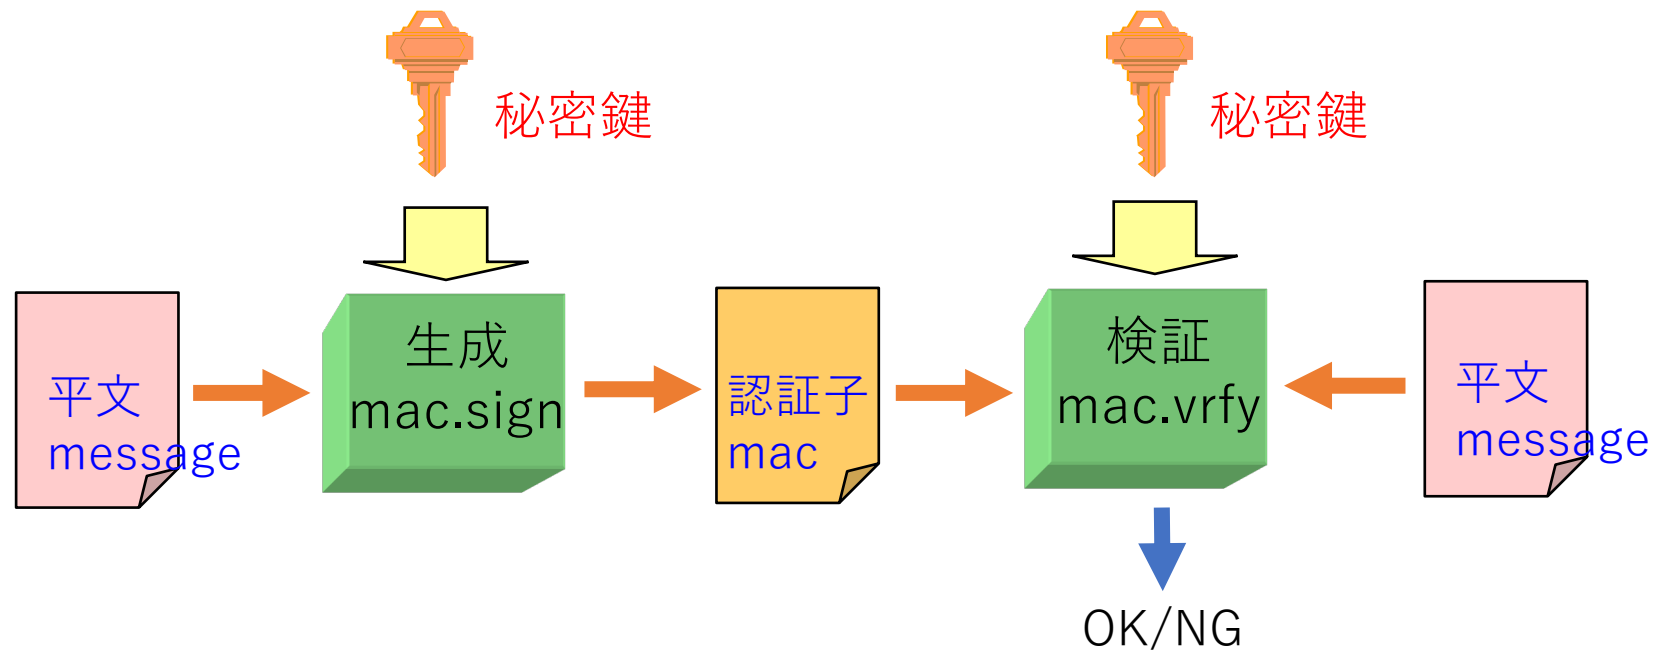 秘密鍵
秘密鍵
平文
message
生成
mac.sign
認証子
mac
検証
mac.vrfy
平文
message
OK/NG